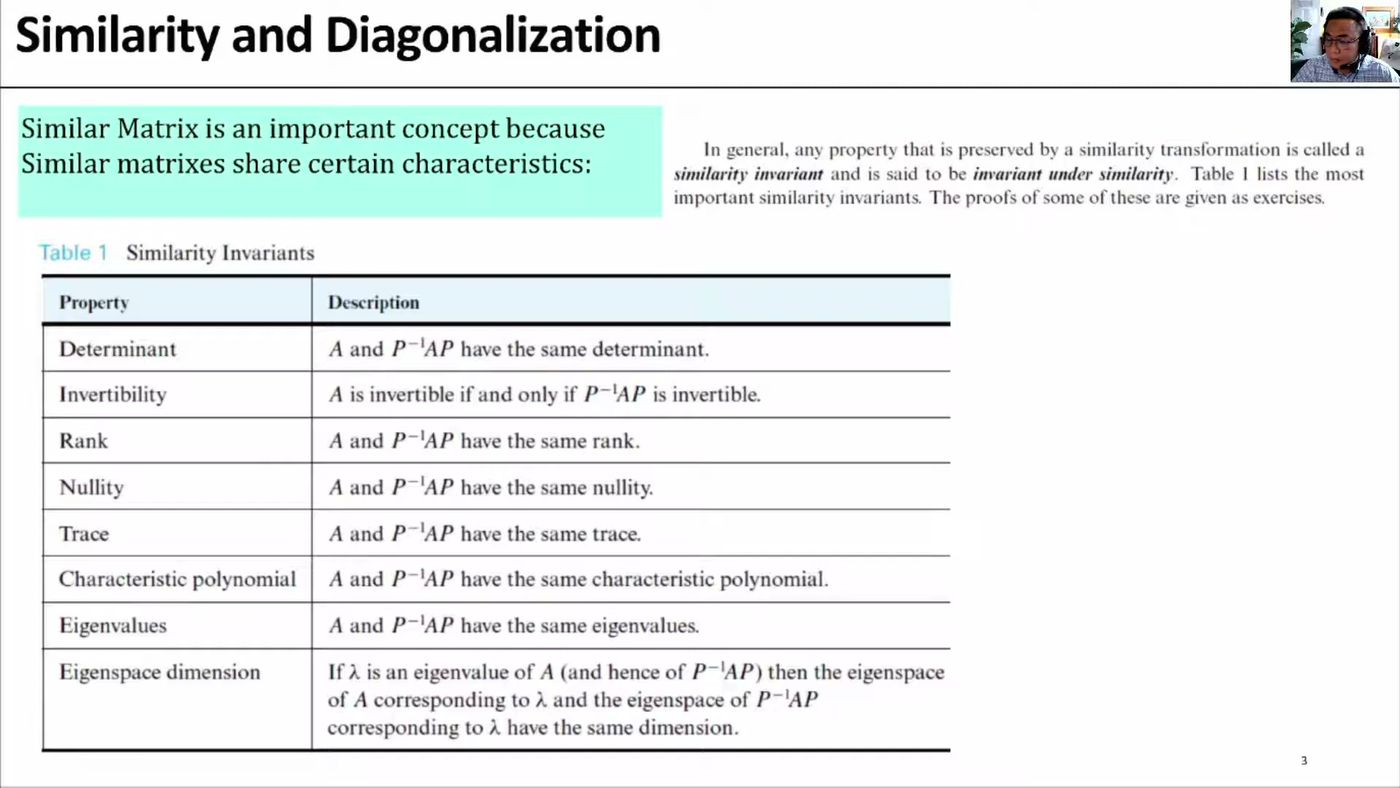 Similarity and Diagonalization
Similar Matrix is an important concept because
Similar matrixes share certain characteristics:
In general, any property that is preserved by a similarity transformation is called a
similarity invariant and is said to be invariant under similarity. Table 1 lists the most
important similarity invariants. The proofs of some of these are given as exercises.
Table 1 Similarity Invariants
Property Description
Determinant A and P⁻¹AP have the same determinant.
Invertibility A is invertible if and only if P⁻¹AP is invertible.
Rank A and P⁻¹AP have the same rank.
Nullity A and P⁻¹AP have the same nullity.
Trace A and P⁻¹AP have the same trace.
Characteristic polynomial A and P⁻¹AP have the same characteristic polynomial.
Eigenvalues A and P⁻¹AP have the same eigenvalues.
Eigenspace dimension If λ is an eigenvalue of A (and hence of P⁻¹AP) then the eigenspace
of A corresponding to λ and the eigenspace of P⁻¹AP
corresponding to λ have the same dimension.
3